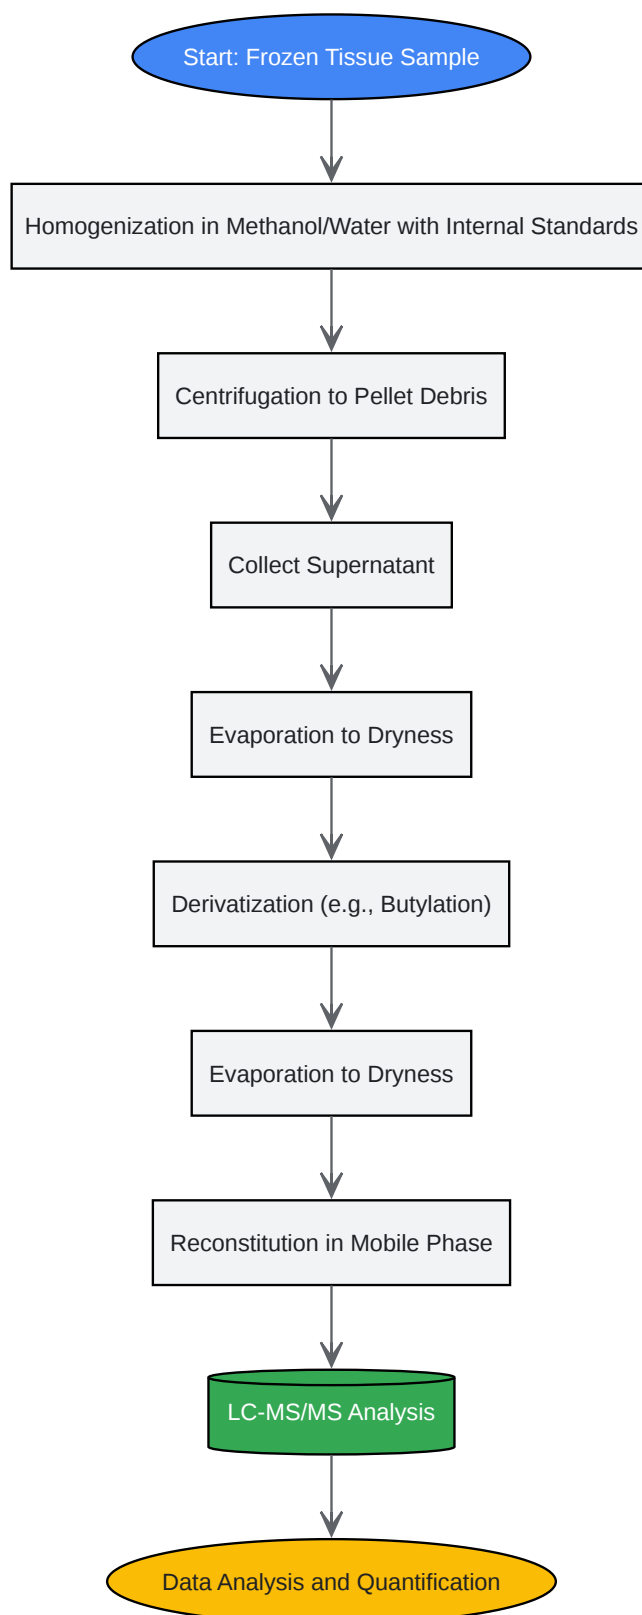 Start: Frozen Tissue Sample
Homogenization in Methanol/Water with Internal Standards
Centrifugation to Pellet Debris
Collect Supernatant
Evaporation to Dryness
Derivatization (e.g., Butylation)
Evaporation to Dryness
Reconstitution in Mobile Phase
LC-MS/MS Analysis
Data Analysis and Quantification